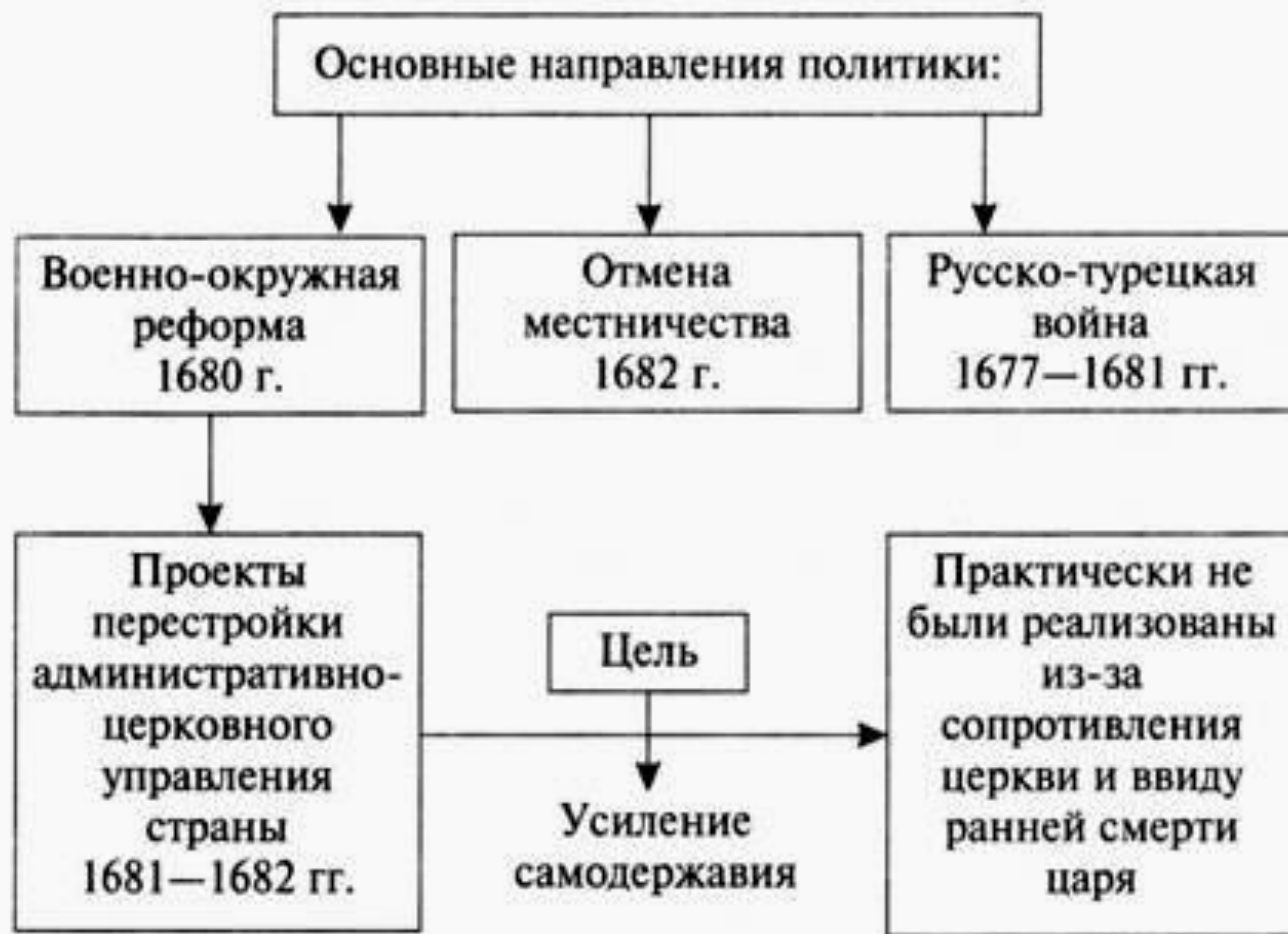 Основные направления политики:
Военно-окружная
реформа
1680 г.
Отмена
местничества
1682 г.
Русско-турецкая
война
1677—1681 гг.
Проекты
перестройки
административно-
церковного
управления
страны
1681—1682 гг.
Цель
Усиление
самодержавия
Практически не
были реализованы
из-за
сопротивления
церкви и ввиду
ранней смерти
царя